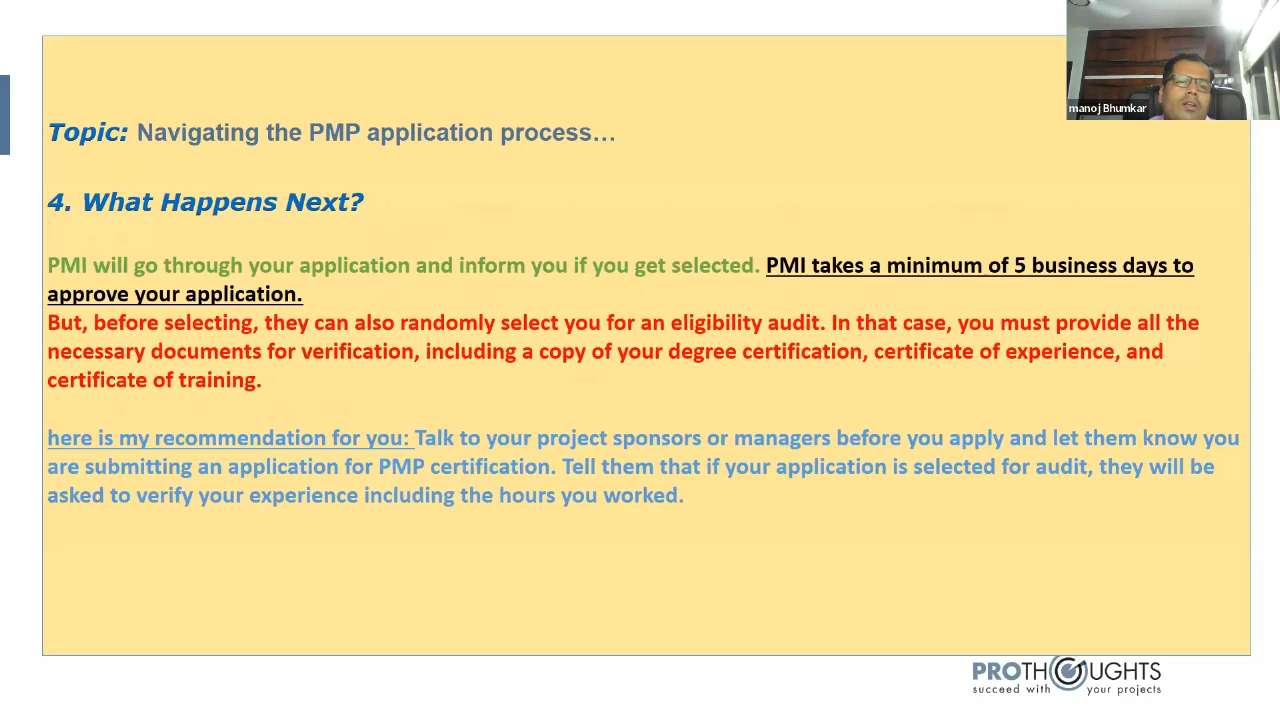 manoj Bhumkar
Topic: Navigating the PMP application process...
4. What Happens Next?
PMI will go through your application and inform you if you get selected. PMI takes a minimum of 5 business days to
approve your application.
But, before selecting, they can also randomly select you for an eligibility audit. In that case, you must provide all the
necessary documents for verification, including a copy of your degree certification, certificate of experience, and
certificate of training.
here is my recommendation for you: Talk to your project sponsors or managers before you apply and let them know you
are submitting an application for PMP certification. Tell them that if your application is selected for audit, they will be
asked to verify your experience including the hours you worked.
PROTHOUGHTS
succeed with your projects